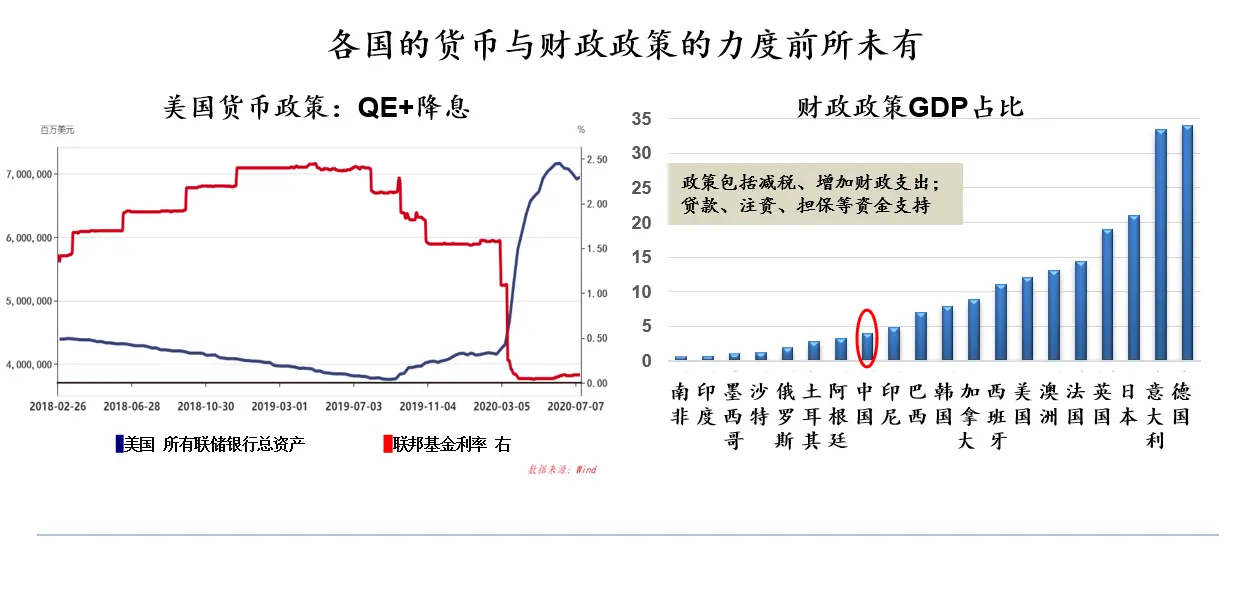 各国的货币与财政政策的力度前所未有
美国货币政策：QE+降息
百万美元
%
7,000,000
6,000,000
5,000,000
4,000,000
2.50
2.00
1.50
1.00
0.50
0.00
2018-02-26
2018-06-28
2018-10-30
2019-03-01
2019-07-03
2019-11-04
2020-03-05
2020-07-07
美国 所有联储银行总资产
联邦基金利率 右
数据来源：Wind
财政政策GDP占比
35
30
25
20
15
10
5
0
政策包括减税、增加财政支出；
贷款、注资、担保等资金支持
南非
印度
墨西哥
沙特
俄罗斯
土耳其
阿根廷
中国
印尼
巴西
韩国
加拿大
西班牙
美国
澳洲
法国
英国
日本
意大利
德国